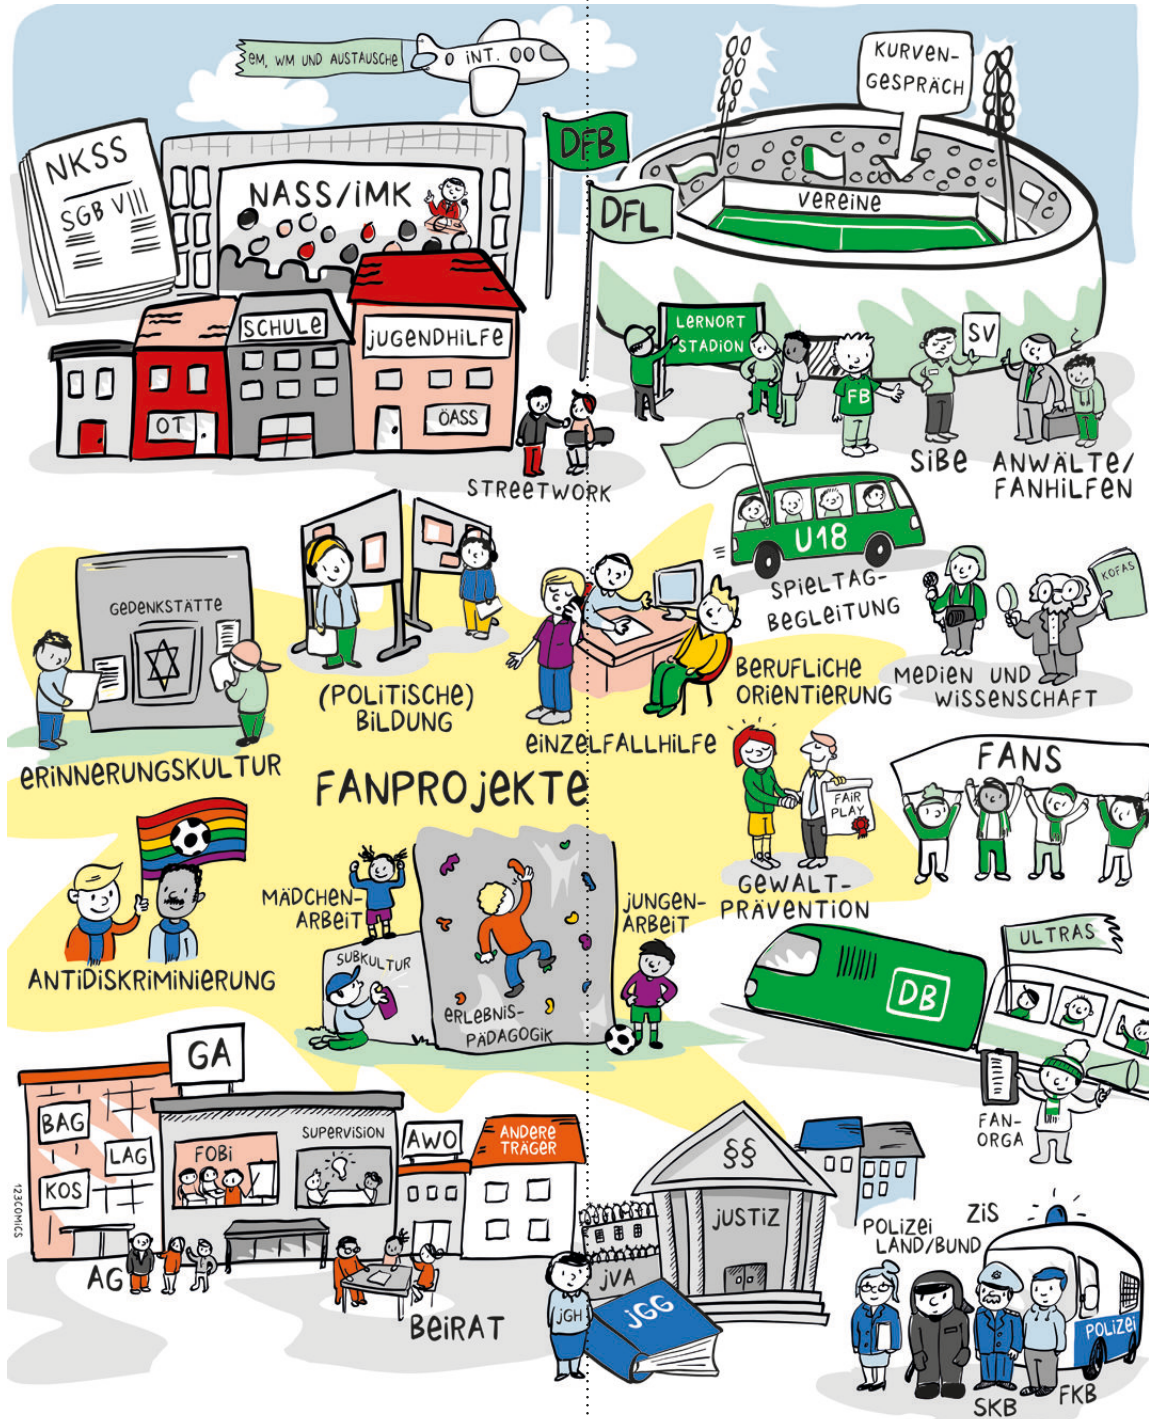 EM, WM UND AUSTAUSCHE
INT.
KURVEN-
GESPRÄCH
NKSS
SGB VIII
NASS/IMK
DFB
DFL
VEREINE
SCHULE
JUGENDHILFE
OT
ÖASS
LERNORT
STADION
FB
SV
STREETWORK
SIBE
ANWÄLTE/
FANHILFEN
U18
SPIELTAG-
BEGLEITUNG
GEDENKSTÄTTE
KOFAS
(POLITISCHE)
BILDUNG
BERUFLICHE
ORIENTIERUNG
MEDIEN UND
WISSENSCHAFT
EINZELFALLHILFE
ERINNERUNGSKULTUR
FANPROJEKTE
FAIR
PLAY
FANS
GEWALT-
PRÄVENTION
MÄDCHEN-
ARBEIT
JUNGEN-
ARBEIT
ANTIDISKRIMINIERUNG
SUBKULTUR
ERLEBNIS-
PÄDAGOGIK
ULTRAS
DB
FAN-
ORGA
GA
BAG
LAG
KOS
FOBI
SUPERVISION
AWO
ANDERE
TRÄGER
AG
BEIRAT
§§
JUSTIZ
JVA
JGH
JGG
POLIZEI
LAND/BUND
ZIS
POLIZEI
SKB
FKB
123COMICS